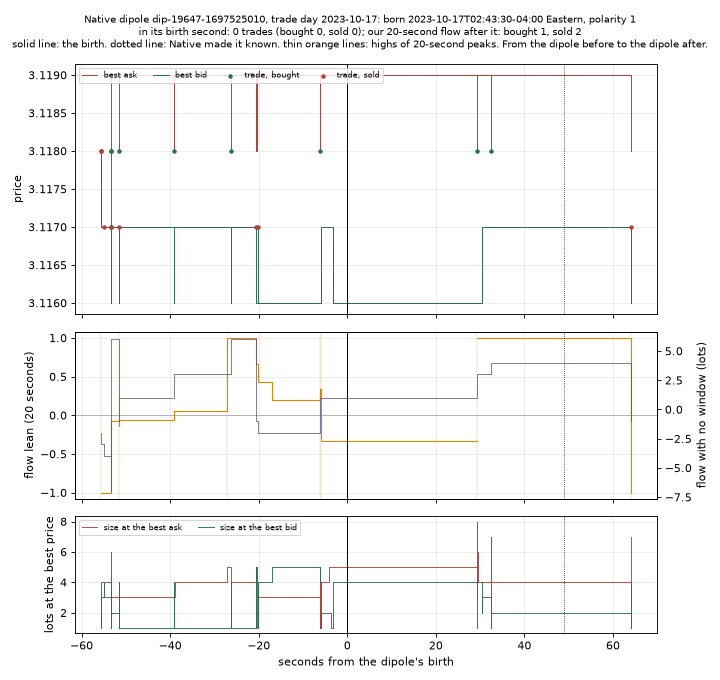 Native dipole dip-19647-1697525010, trade day 2023-10-17: born 2023-10-17T02:43:30-04:00 Eastern, polarity 1
in its birth second: 0 trades (bought 0, sold 0); our 20-second flow after it: bought 1, sold 2
solid line: the birth. dotted line: Native made it known. thin orange lines: highs of 20-second peaks. From the dipole before to the dipole after.
best ask best bid trade, bought trade, sold
3.1190
3.1185
3.1180
3.1175
3.1170
3.1165
3.1160
price
1.0
0.5
0.0
−0.5
−1.0
flow lean (20 seconds)
5.0
2.5
0.0
−2.5
−5.0
−7.5
flow with no window (lots)
size at the best ask size at the best bid
8
6
4
2
lots at the best price
−60 −40 −20 0 20 40 60
seconds from the dipole's birth